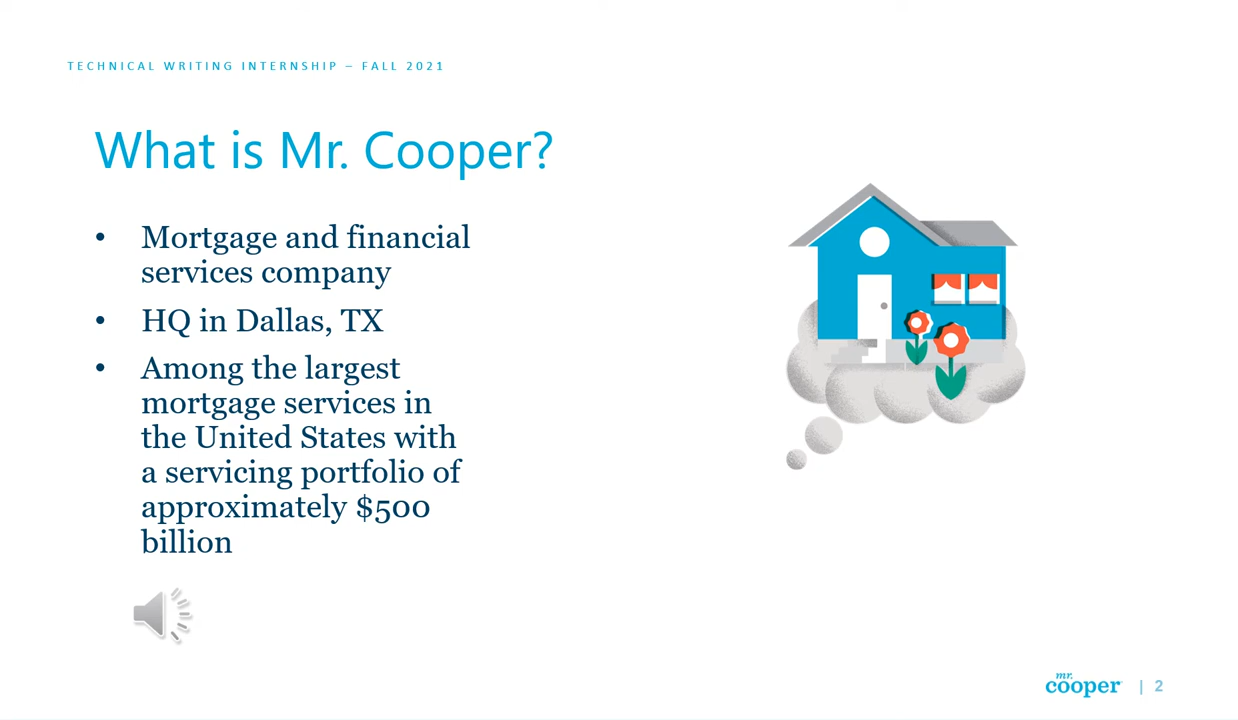 TECHNICAL WRITING INTERNSHIP – FALL 2021
What is Mr. Cooper?
• Mortgage and financial
services company
• HQ in Dallas, TX
• Among the largest
mortgage services in
the United States with
a servicing portfolio of
approximately $500
billion
mr.
cooper | 2